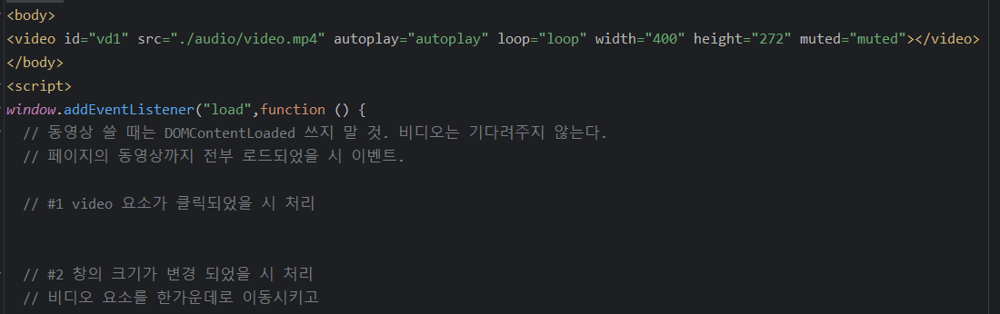 <body>
<video id="vd1" src="./audio/video.mp4" autoplay="autoplay" loop="loop" width="400" height="272" muted="muted"></video>
</body>
<script>
window.addEventListener("load",function () {
// 동영상 쓸 때는 DOMContentLoaded 쓰지 말 것. 비디오는 기다려주지 않는다.
// 페이지의 동영상까지 전부 로드되었을 시 이벤트.
// #1 video 요소가 클릭되었을 시 처리
// #2 창의 크기가 변경 되었을 시 처리
// 비디오 요소를 한가운데로 이동시키고